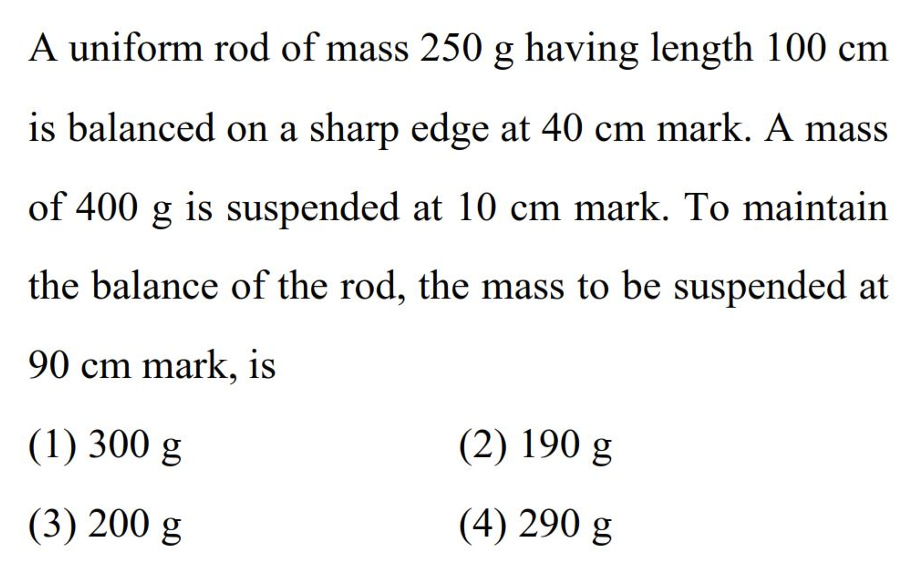 A uniform rod of mass 250 g having length 100 cm
is balanced on a sharp edge at 40 cm mark. A mass
of 400 g is suspended at 10 cm mark. To maintain
the balance of the rod, the mass to be suspended at
90 cm mark, is
(1) 300 g (2) 190 g
(3) 200 g (4) 290 g